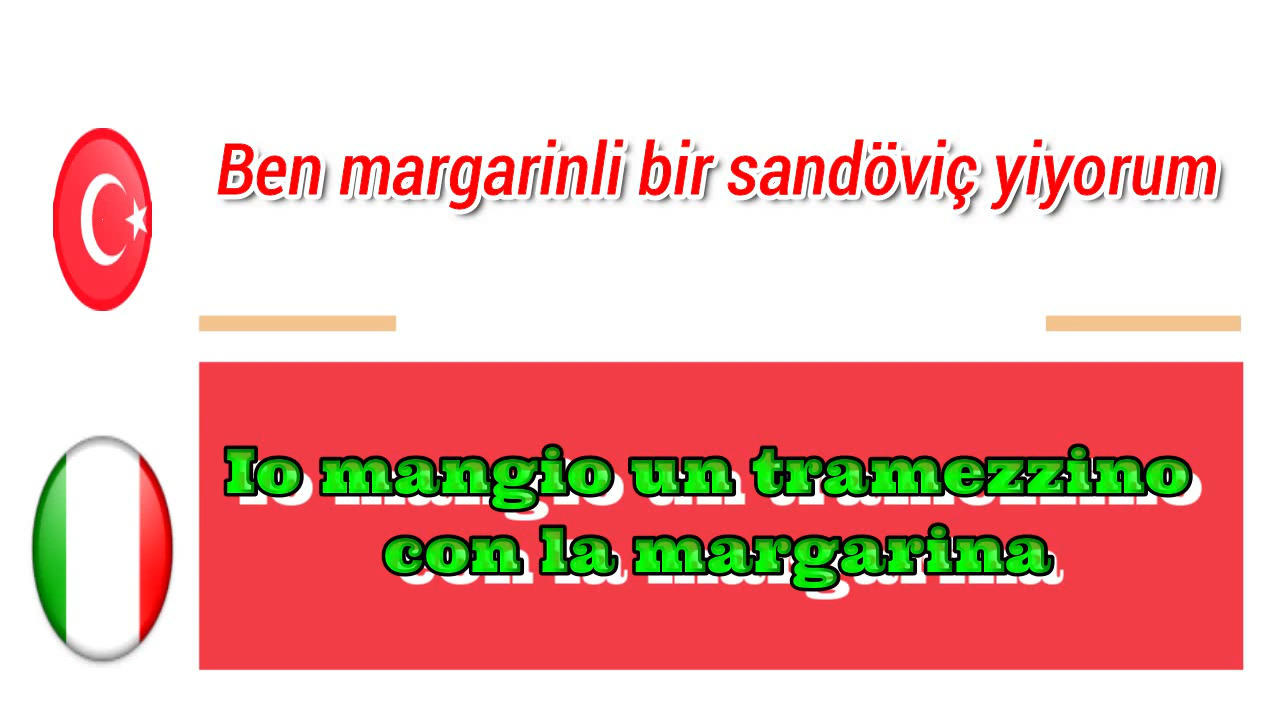 Ben margarinli bir sandöviç yiyorum
Io mangio un tramezzino
con la margarina